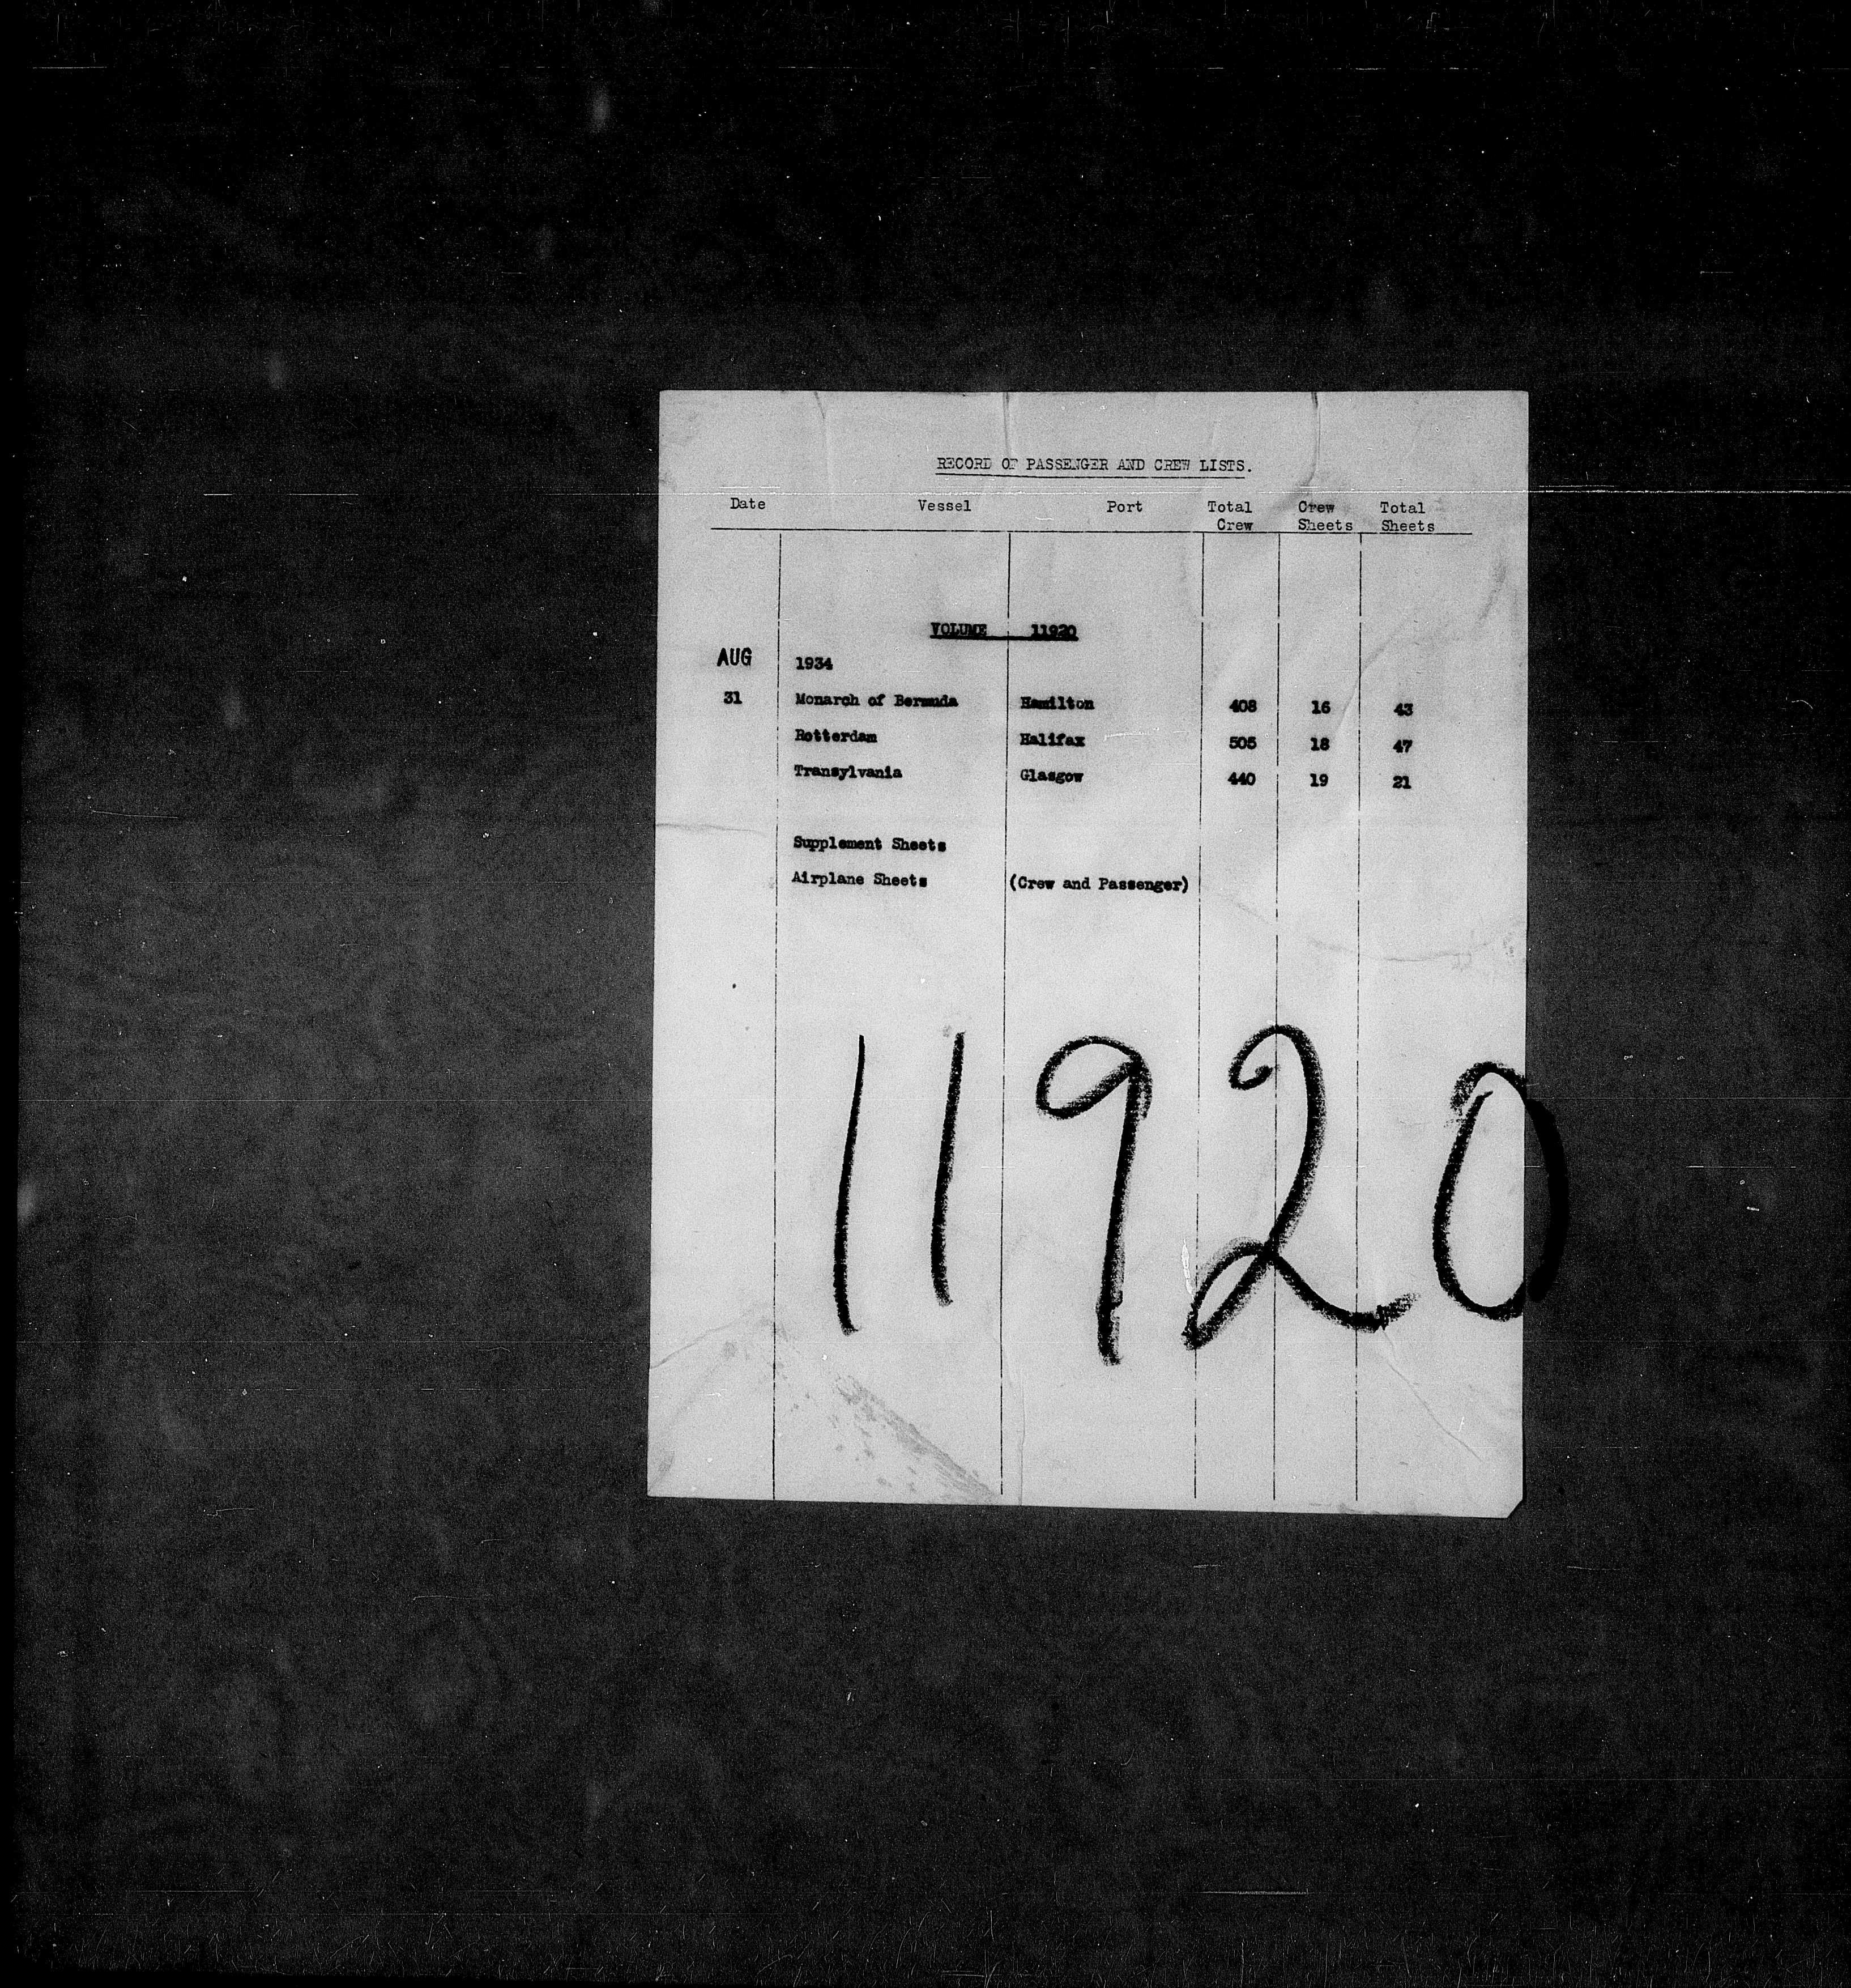 RECORD OF PASSENGER AND CREW LISTS.
Date Vessel Port Total Crew Crew Sheets Total Sheets
VOLUME 11920
AUG 1934
31 Monarch of Bermuda Hamilton 408 16 43
Rotterdam Halifax 505 18 47
Transylvania Glasgow 440 19 21
Supplement Sheets
Airplane Sheets (Crew and Passenger)
11920